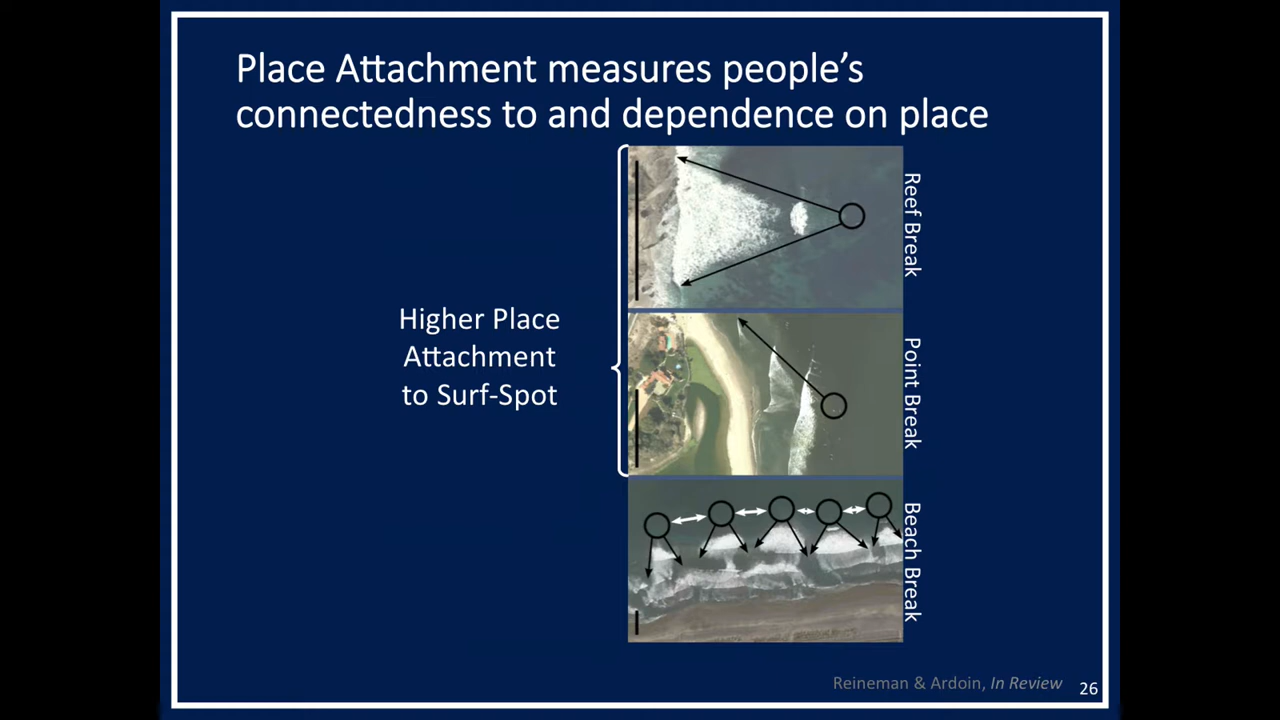 Place Attachment measures people's
connectedness to and dependence on place
Higher Place
Attachment
to Surf-Spot
Reef Break
Point Break
Beach Break
Reineman & Ardoin, In Review
26